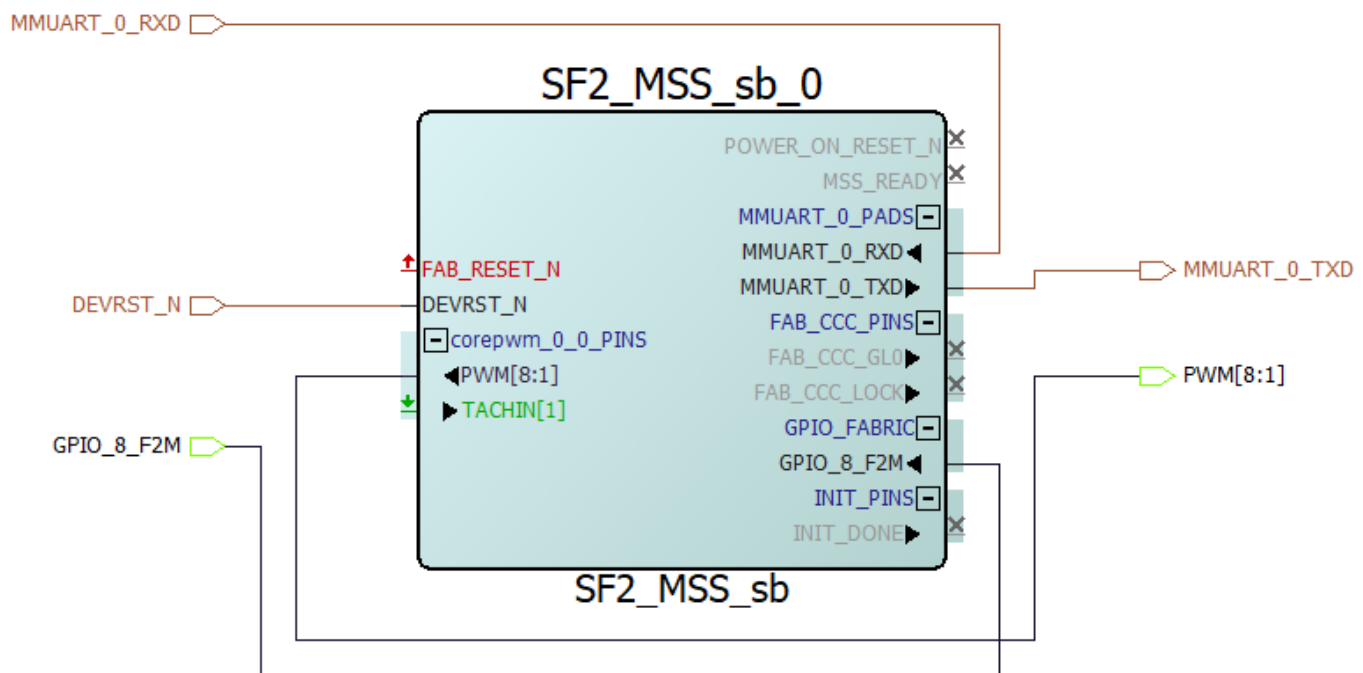 MMUART_0_RXD
SF2_MSS_sb_0
POWER_ON_RESET_N
MSS_READY
MMUART_0_PADS
MMUART_0_RXD
FAB_RESET_N
MMUART_0_TXD
MMUART_0_TXD
DEVRST_N
DEVRST_N
FAB_CCC_PINS
corepwm_0_0_PINS
FAB_CCC_GL0
PWM[8:1]
PWM[8:1]
FAB_CCC_LOCK
TACHIN[1]
GPIO_FABRIC
GPIO_8_F2M
GPIO_8_F2M
INIT_PINS
INIT_DONE
SF2_MSS_sb